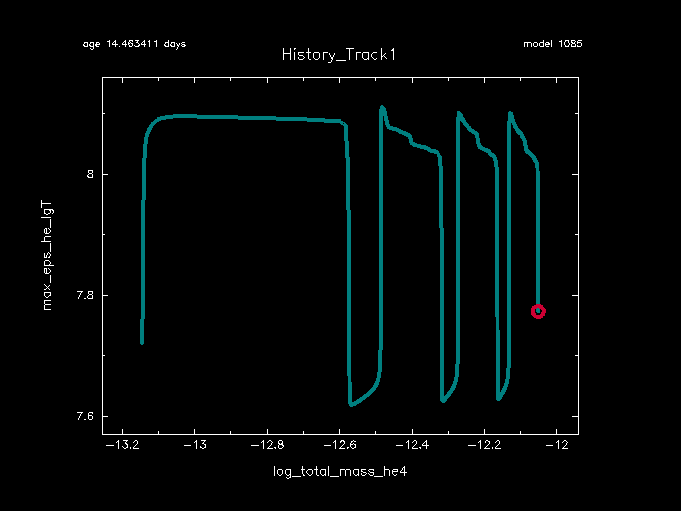 age 14.463411 days
model 1085
History_Track1
max_eps_he_lgT
8
7.8
7.6
−13.2
−13
−12.8
−12.6
−12.4
−12.2
−12
log_total_mass_he4